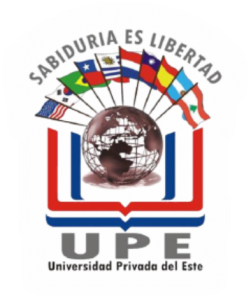 SABIDURIA ES LIBERTAD
UPE
Universidad Privada del Este